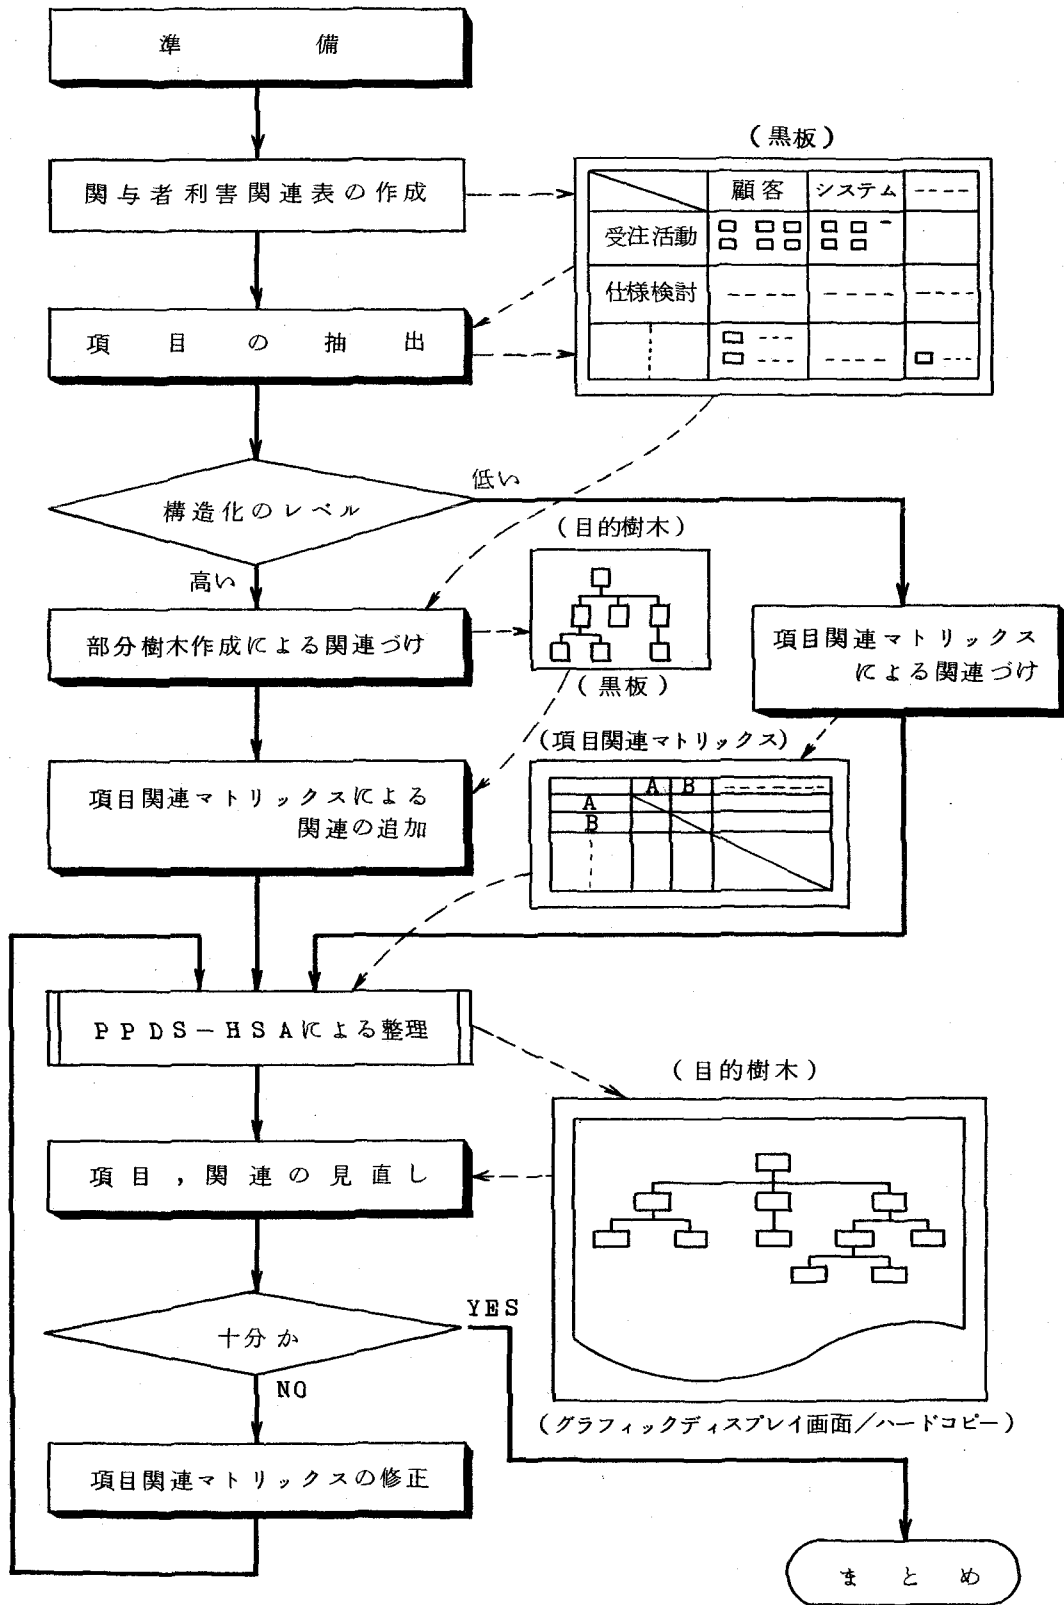 準備
関与者利害関連表の作成
(黒板)
顧客 システム
受注活動
仕様検討
項目の抽出
構造化のレベル
低い
高い
(目的樹木)
(黒板)
部分樹木作成による関連づけ
項目関連マトリックス
による関連づけ
(項目関連マトリックス)
A B
A
B
項目関連マトリックスによる
関連の追加
PPDS-HSAによる整理
(目的樹木)
項目,関連の見直し
十分か
YES
NO
(グラフィックディスプレイ画面/ハードコピー)
項目関連マトリックスの修正
まとめ